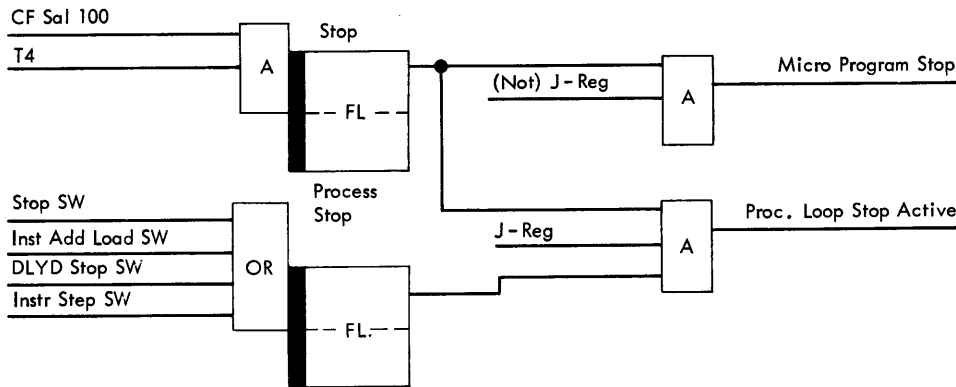 CF Sal 100
T4
A
Stop
FL
(Not) J-Reg
A
Micro Program Stop
Stop SW
Inst Add Load SW
DLYD Stop SW
Instr Step SW
OR
Process
Stop
FL.
J-Reg
A
Proc. Loop Stop Active